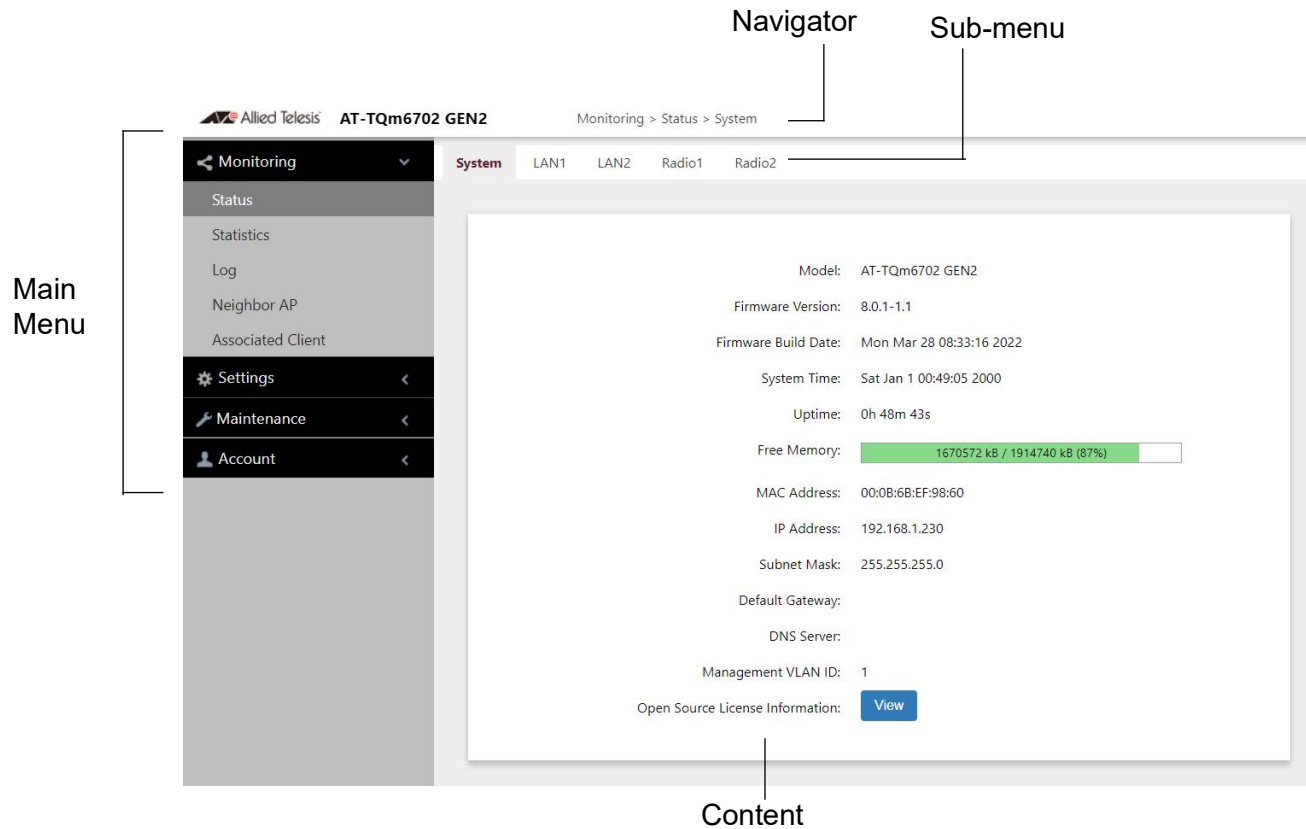 Navigator
Sub-menu
Allied Telesis AT-TQm6702 GEN2 Monitoring > Status > System
Monitoring
System LAN1 LAN2 Radio1 Radio2
Status
Statistics
Log
Neighbor AP
Associated Client
Settings
Maintenance
Account
Main
Menu
Model: AT-TQm6702 GEN2
Firmware Version: 8.0.1-1.1
Firmware Build Date: Mon Mar 28 08:33:16 2022
System Time: Sat Jan 1 00:49:05 2000
Uptime: 0h 48m 43s
Free Memory: 1670572 kB / 1914740 kB (87%)
MAC Address: 00:0B:6B:EF:98:60
IP Address: 192.168.1.230
Subnet Mask: 255.255.255.0
Default Gateway:
DNS Server:
Management VLAN ID: 1
Open Source License Information: View
Content